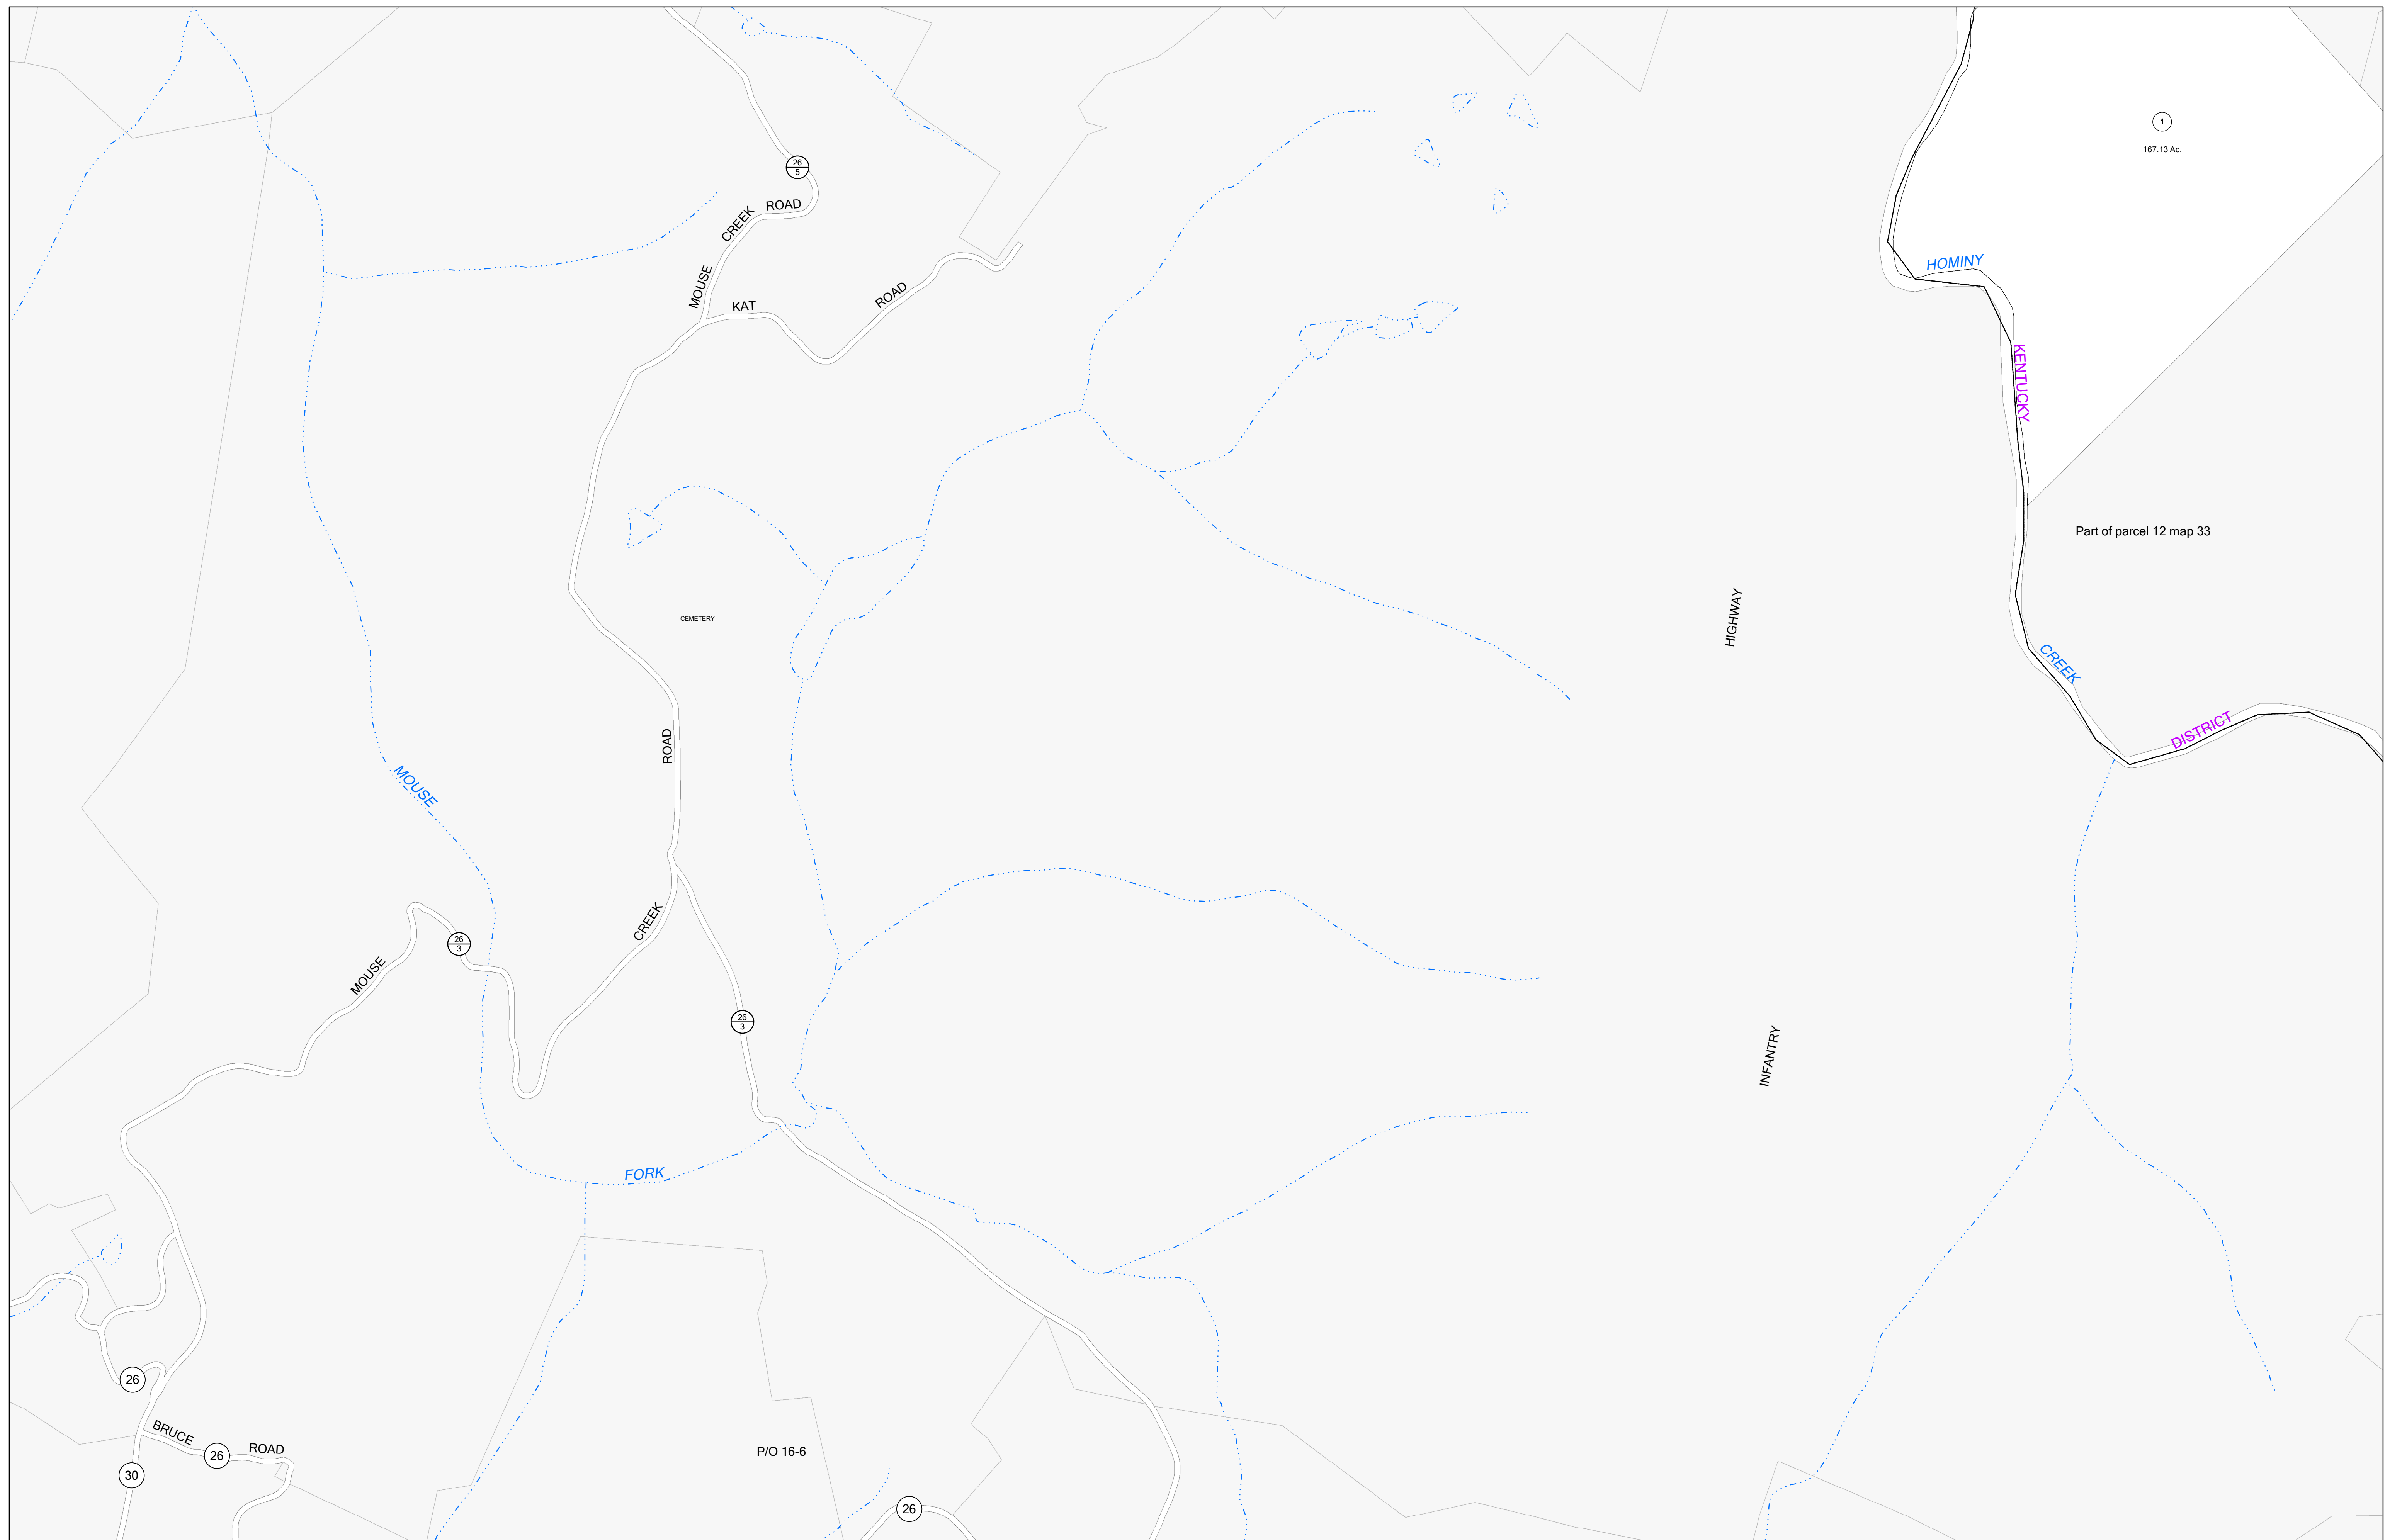 1
167.13 Ac.
26
5
MOUSE CREEK ROAD
KAT ROAD
HOMINY
KENTUCKY
Part of parcel 12 map 33
CEMETERY
HIGHWAY
CREEK
DISTRICT
ROAD
MOUSE
CREEK
26
3
MOUSE
26
3
INFANTRY
FORK
26
BRUCE ROAD
26
30
P/O 16-6
26